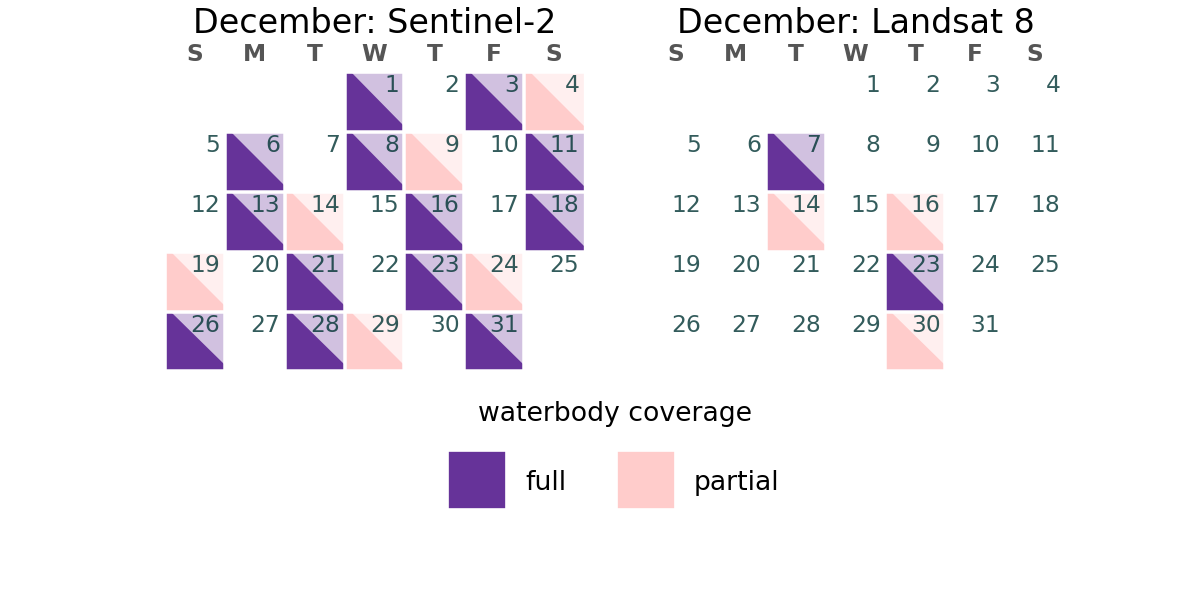 December: Sentinel-2
S M T W T F S
1 2 3 4
5 6 7 8 9 10 11
12 13 14 15 16 17 18
19 20 21 22 23 24 25
26 27 28 29 30 31
December: Landsat 8
S M T W T F S
1 2 3 4
5 6 7 8 9 10 11
12 13 14 15 16 17 18
19 20 21 22 23 24 25
26 27 28 29 30 31
waterbody coverage
full partial